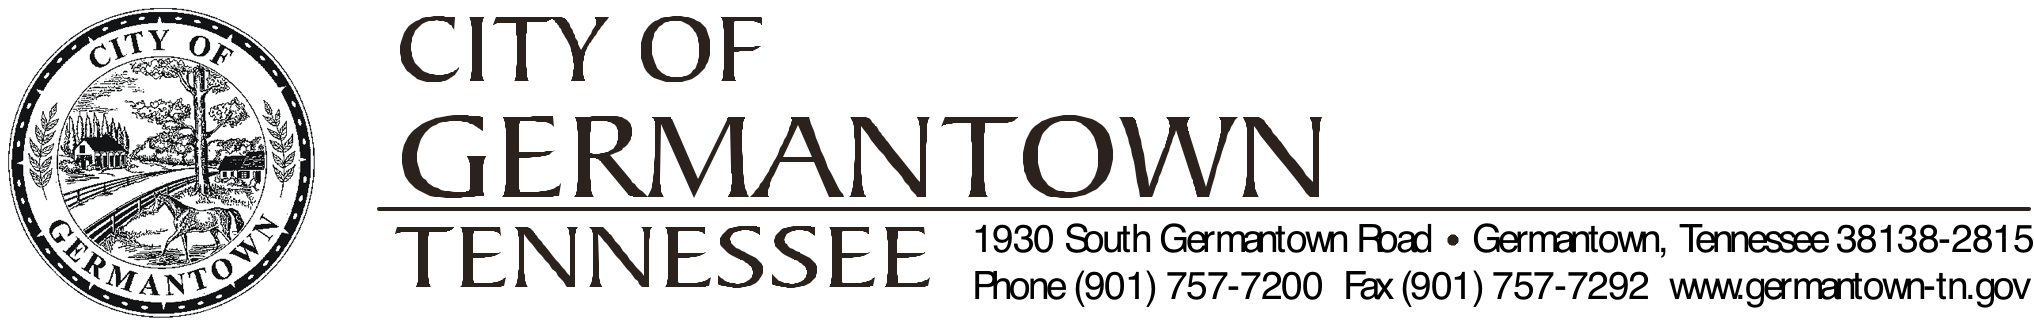 CITY OF
GERMANTOWN
CITY OF
GERMANTOWN
TENNESSEE
1930 South Germantown Road • Germantown, Tennessee 38138-2815
Phone (901) 757-7200 Fax (901) 757-7292 www.germantown-tn.gov